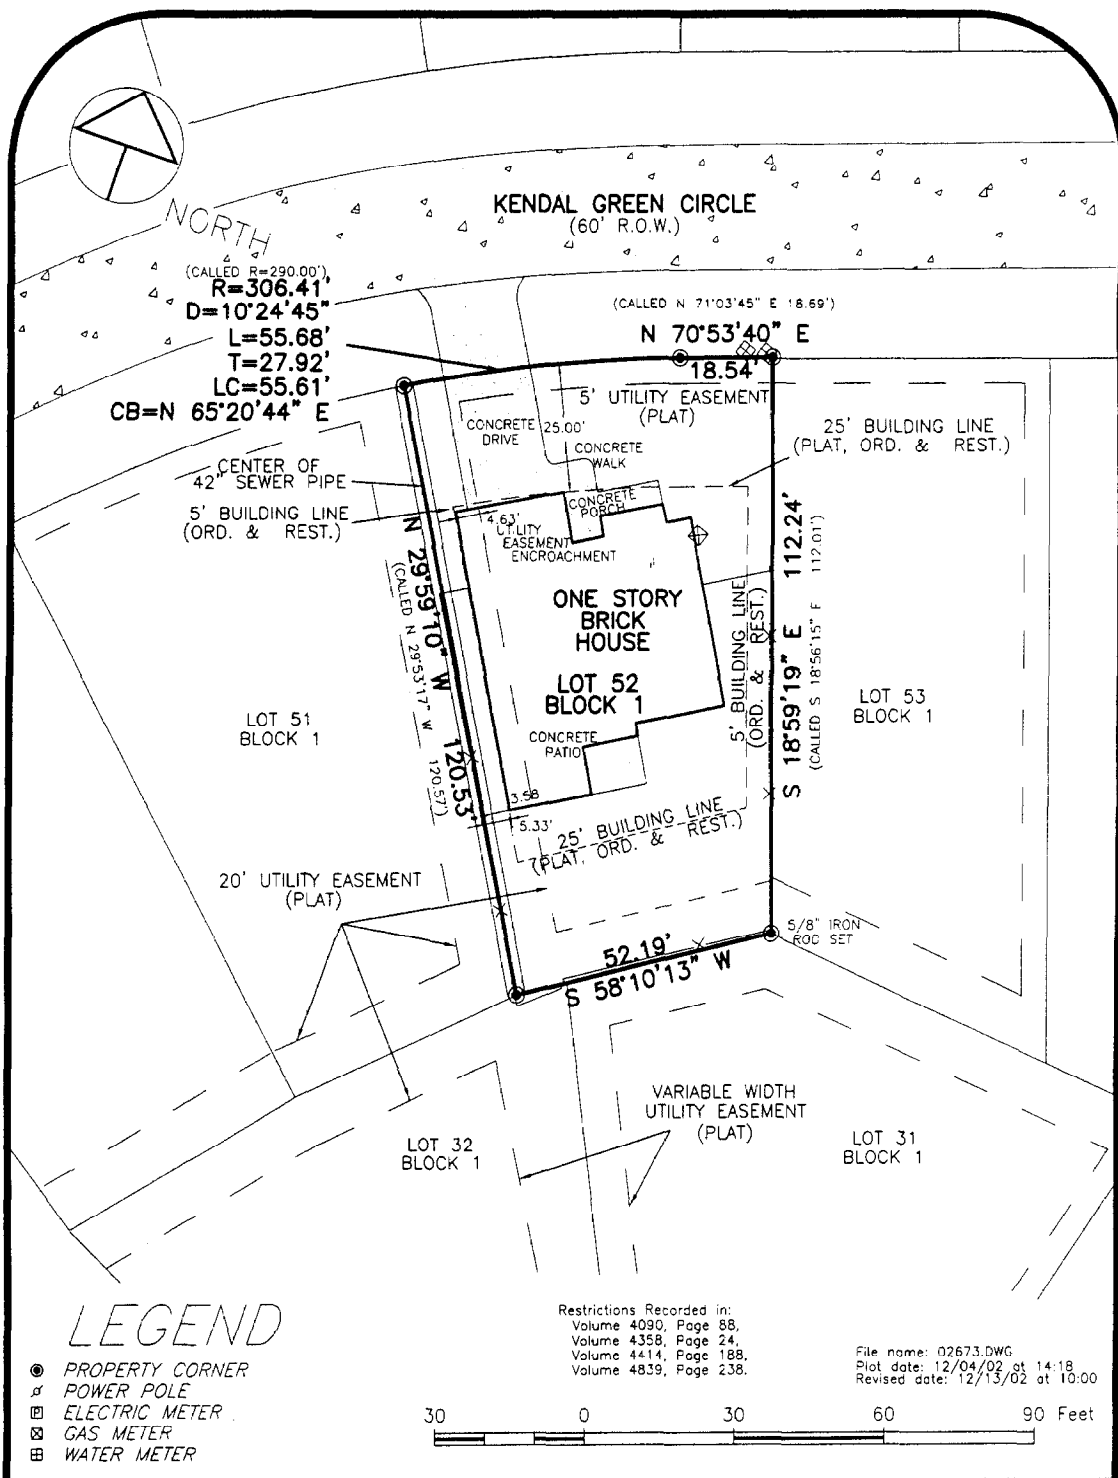 NORTH
KENDAL GREEN CIRCLE
(60' R.O.W.)
(CALLED R=290.00')
R=306.41'
D=10°24'45"
L=55.68'
T=27.92'
LC=55.61'
CB=N 65°20'44" E
(CALLED N 71°03'45" E 18.69')
N 70°53'40" E
18.54'
5' UTILITY EASEMENT
(PLAT)
CONCRETE
DRIVE
25.00'
CONCRETE
WALK
25' BUILDING LINE
(PLAT, ORD. & REST.)
CENTER OF
42" SEWER PIPE
5' BUILDING LINE
(ORD. & REST.)
CONCRETE
PORCH
4.63'
UTILITY
EASEMENT
ENCROACHMENT
N 29°59'10" W 120.53'
(CALLED N 29°53'17" W 120.57')
ONE STORY
BRICK
HOUSE
LOT 52
BLOCK 1
5' BUILDING LINE
(ORD. & REST.)
S 18°59'19" E 112.24'
(CALLED S 18°56'15" E 112.01')
LOT 51
BLOCK 1
LOT 53
BLOCK 1
CONCRETE
PATIO
3.58
5.33'
25' BUILDING LINE
(PLAT, ORD. & REST.)
20' UTILITY EASEMENT
(PLAT)
5/8" IRON
ROD SET
52.19'
S 58°10'13" W
VARIABLE WIDTH
UTILITY EASEMENT
(PLAT)
LOT 32
BLOCK 1
LOT 31
BLOCK 1
LEGEND
PROPERTY CORNER
POWER POLE
P ELECTRIC METER
GAS METER
WATER METER
Restrictions Recorded in:
Volume 4090, Page 88,
Volume 4358, Page 24,
Volume 4414, Page 188,
Volume 4839, Page 238.
File name: 02673.DWG
Plot date: 12/04/02 at 14:18
Revised date: 12/13/02 at 10:00
30 0 30 60 90 Feet